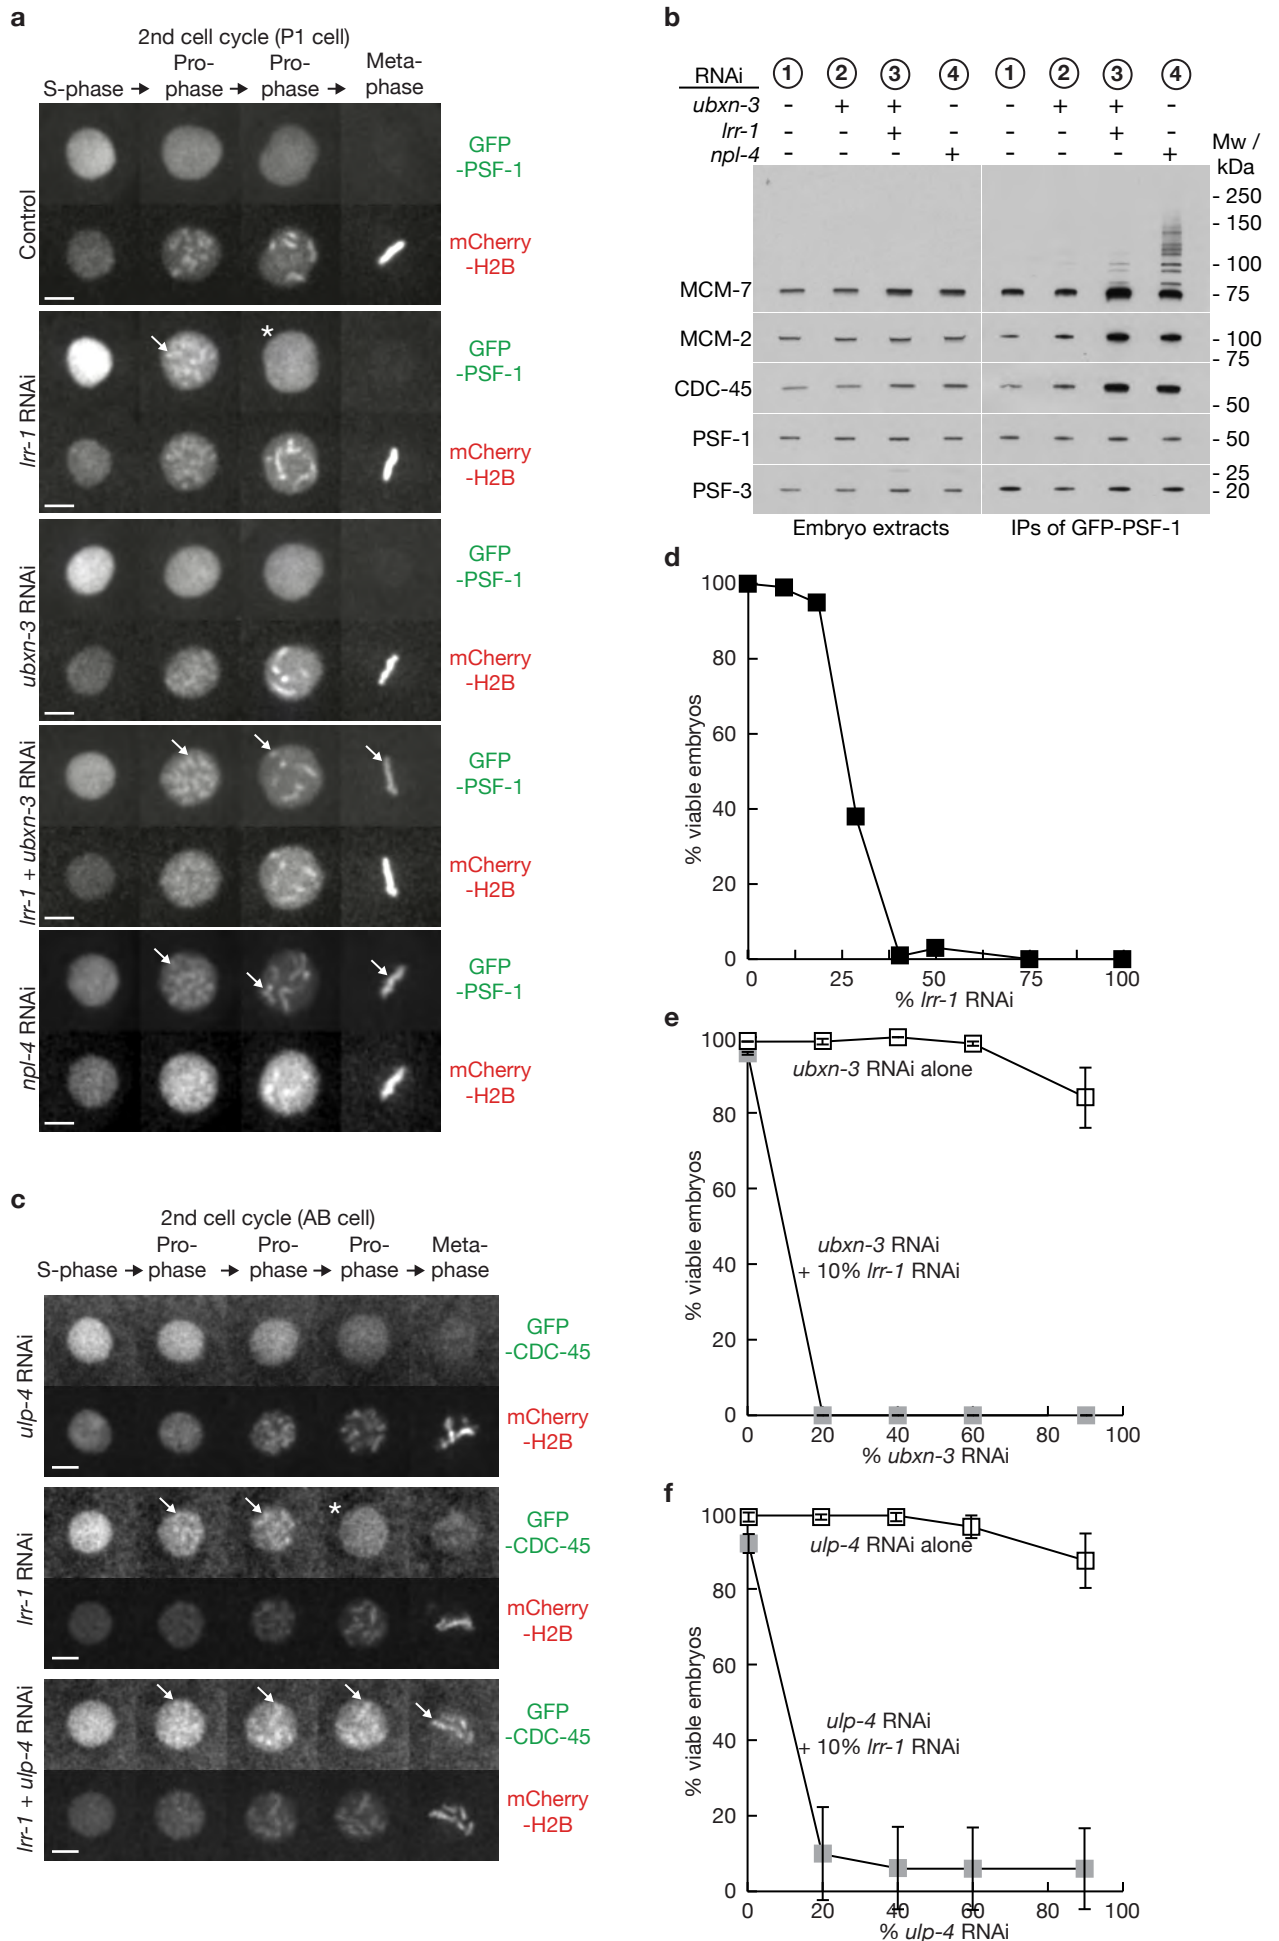 a
2nd cell cycle (P1 cell)
S-phase → Pro-phase → Pro-phase → Meta-phase
Control
GFP
-PSF-1
mCherry
-H2B
lrr-1 RNAi
*
GFP
-PSF-1
mCherry
-H2B
ubxn-3 RNAi
GFP
-PSF-1
mCherry
-H2B
lrr-1 + ubxn-3 RNAi
GFP
-PSF-1
mCherry
-H2B
npl-4 RNAi
GFP
-PSF-1
mCherry
-H2B
b
RNAi 1 2 3 4 1 2 3 4
ubxn-3 - + + - - + + -
lrr-1 - - + - - - + -
npl-4 - - - + - - - +
Mw /
kDa
- 250
- 150
- 100
MCM-7 - 75
MCM-2 - 100
- 75
CDC-45
- 50
PSF-1 - 50
- 25
PSF-3 - 20
Embryo extracts IPs of GFP-PSF-1
c
2nd cell cycle (AB cell)
S-phase → Pro-phase → Pro-phase → Pro-phase → Meta-phase
ulp-4 RNAi
GFP
-CDC-45
mCherry
-H2B
lrr-1 RNAi
*
GFP
-CDC-45
mCherry
-H2B
lrr-1 + ulp-4 RNAi
GFP
-CDC-45
mCherry
-H2B
d
% viable embryos
100
80
60
40
20
0
0 25 50 75 100
% lrr-1 RNAi
e
% viable embryos
100
80
60
40
20
0
ubxn-3 RNAi alone
ubxn-3 RNAi
+ 10% lrr-1 RNAi
0 20 40 60 80 100
% ubxn-3 RNAi
f
% viable embryos
100
80
60
40
20
0
ulp-4 RNAi alone
ulp-4 RNAi
+ 10% lrr-1 RNAi
0 20 40 60 80 100
% ulp-4 RNAi